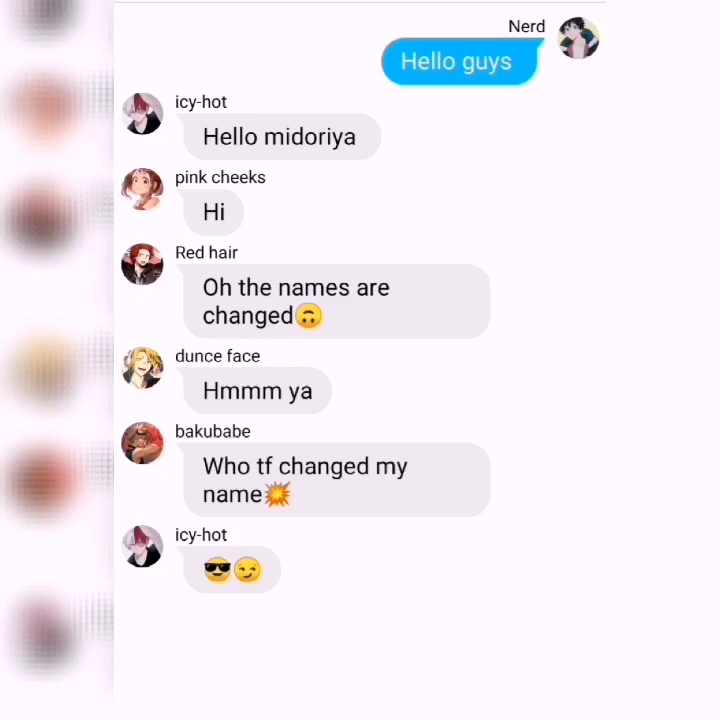 Nerd
Hello guys
icy-hot
Hello midoriya
pink cheeks
Hi
Red hair
Oh the names are
changed🙃
dunce face
Hmmm ya
bakubabe
Who tf changed my
name💥
icy-hot
😎😏